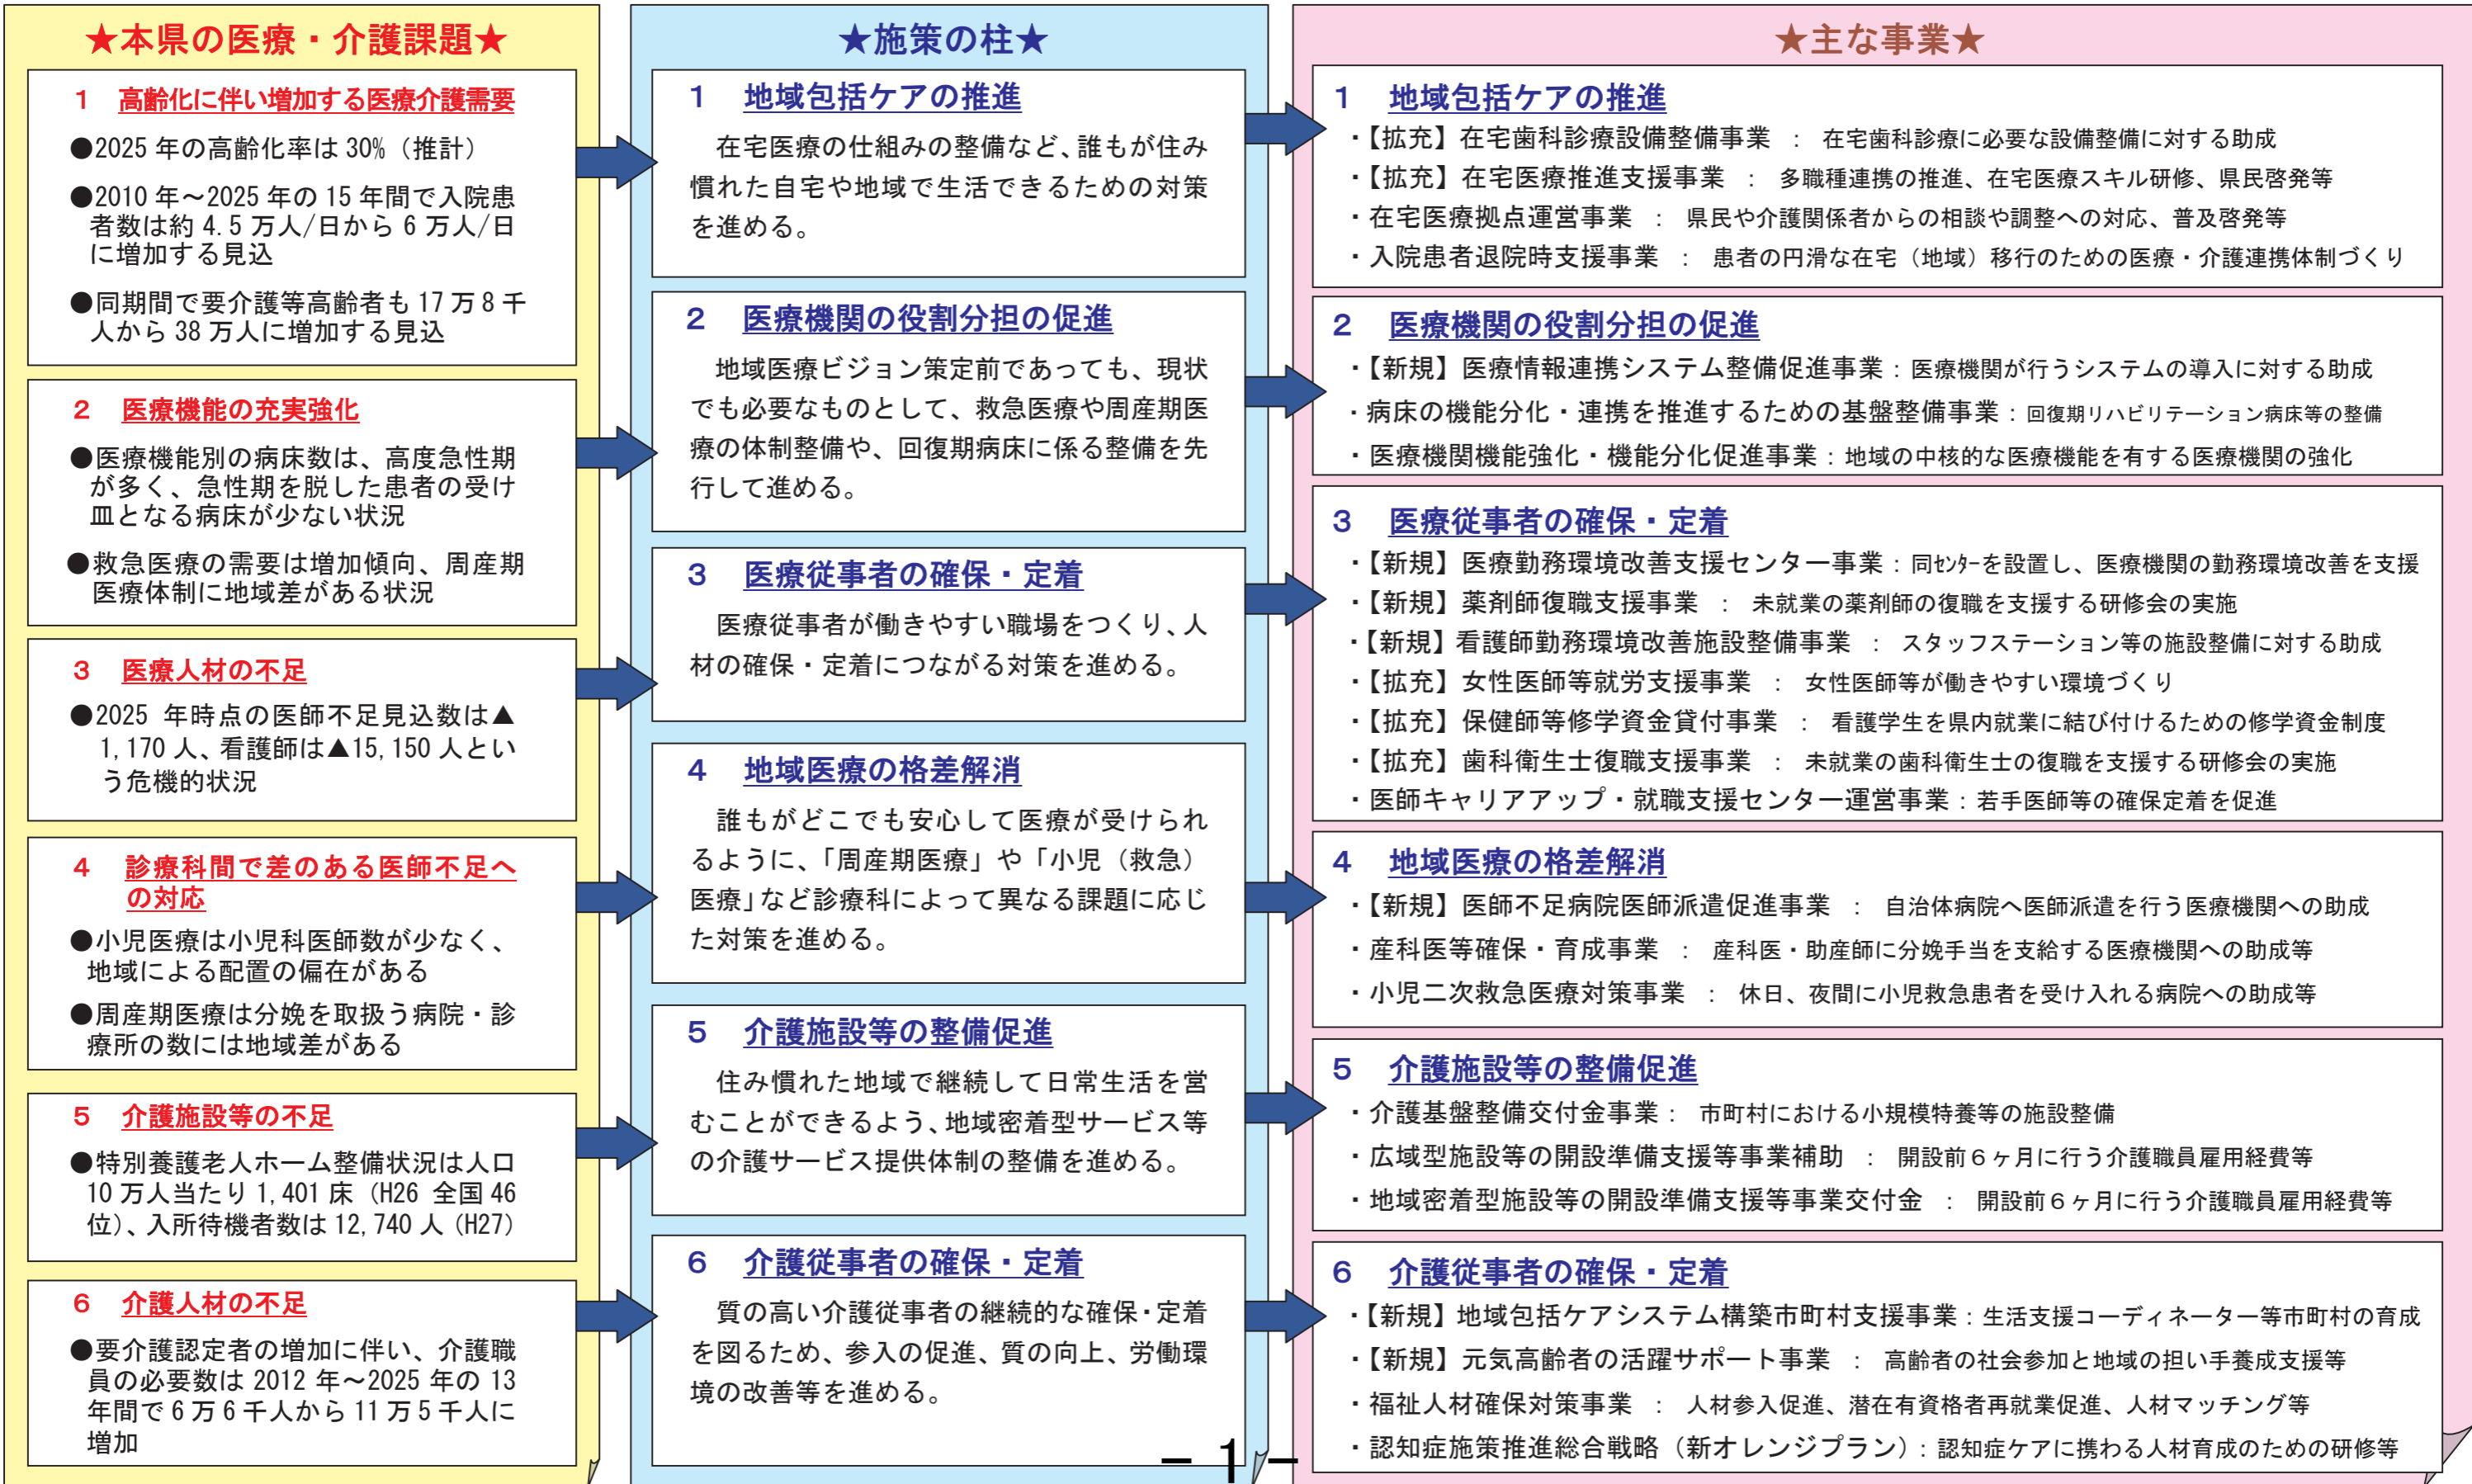 ★本県の医療・介護課題★
1 高齢化に伴い増加する医療介護需要
●2025 年の高齢化率は 30%（推計）
●2010 年～2025 年の 15 年間で入院患
者数は約 4.5 万人/日から 6 万人/日
に増加する見込
●同期間で要介護等高齢者も 17 万 8 千
人から 38 万人に増加する見込
2 医療機能の充実強化
●医療機能別の病床数は、高度急性期
が多く、急性期を脱した患者の受け
皿となる病床が少ない状況
●救急医療の需要は増加傾向、周産期
医療体制に地域差がある状況
3 医療人材の不足
●2025 年時点の医師不足見込数は▲
1,170 人、看護師は▲15,150 人とい
う危機的状況
4 診療科間で差のある医師不足へ
の対応
●小児医療は小児科医師数が少なく、
地域による配置の偏在がある
●周産期医療は分娩を取扱う病院・診
療所の数には地域差がある
5 介護施設等の不足
●特別養護老人ホーム整備状況は人口
10 万人当たり 1,401 床（H26 全国 46
位）、入所待機者数は 12,740 人（H27）
6 介護人材の不足
●要介護認定者の増加に伴い、介護職
員の必要数は 2012 年～2025 年の 13
年間で 6 万 6 千人から 11 万 5 千人に
増加
★施策の柱★
1 地域包括ケアの推進
在宅医療の仕組みの整備など、誰もが住み
慣れた自宅や地域で生活できるための対策
を進める。
2 医療機関の役割分担の促進
地域医療ビジョン策定前であっても、現状
でも必要なものとして、救急医療や周産期医
療の体制整備や、回復期病床に係る整備を先
行して進める。
3 医療従事者の確保・定着
医療従事者が働きやすい職場をつくり、人
材の確保・定着につながる対策を進める。
4 地域医療の格差解消
誰もがどこでも安心して医療が受けられ
るように、「周産期医療」や「小児（救急）
医療」など診療科によって異なる課題に応じ
た対策を進める。
5 介護施設等の整備促進
住み慣れた地域で継続して日常生活を営
むことができるよう、地域密着型サービス等
の介護サービス提供体制の整備を進める。
6 介護従事者の確保・定着
質の高い介護従事者の継続的な確保・定着
を図るため、参入の促進、質の向上、労働環
境の改善等を進める。
★主な事業★
1 地域包括ケアの推進
・【拡充】在宅歯科診療設備整備事業 ： 在宅歯科診療に必要な設備整備に対する助成
・【拡充】在宅医療推進支援事業 ： 多職種連携の推進、在宅医療スキル研修、県民啓発等
・在宅医療拠点運営事業 ： 県民や介護関係者からの相談や調整への対応、普及啓発等
・入院患者退院時支援事業 ： 患者の円滑な在宅（地域）移行のための医療・介護連携体制づくり
2 医療機関の役割分担の促進
・【新規】医療情報連携システム整備促進事業：医療機関が行うシステムの導入に対する助成
・病床の機能分化・連携を推進するための基盤整備事業：回復期リハビリテーション病床等の整備
・医療機関機能強化・機能分化促進事業：地域の中核的な医療機能を有する医療機関の強化
3 医療従事者の確保・定着
・【新規】医療勤務環境改善支援センター事業：同ｾﾝﾀｰを設置し、医療機関の勤務環境改善を支援
・【新規】薬剤師復職支援事業 ： 未就業の薬剤師の復職を支援する研修会の実施
・【新規】看護師勤務環境改善施設整備事業 ： スタッフステーション等の施設整備に対する助成
・【拡充】女性医師等就労支援事業 ： 女性医師等が働きやすい環境づくり
・【拡充】保健師等修学資金貸付事業 ： 看護学生を県内就業に結び付けるための修学資金制度
・【拡充】歯科衛生士復職支援事業 ： 未就業の歯科衛生士の復職を支援する研修会の実施
・医師キャリアアップ・就職支援センター運営事業：若手医師等の確保定着を促進
4 地域医療の格差解消
・【新規】医師不足病院医師派遣促進事業 ： 自治体病院へ医師派遣を行う医療機関への助成
・産科医等確保・育成事業 ： 産科医・助産師に分娩手当を支給する医療機関への助成等
・小児二次救急医療対策事業 ： 休日、夜間に小児救急患者を受け入れる病院への助成等
5 介護施設等の整備促進
・介護基盤整備交付金事業： 市町村における小規模特養等の施設整備
・広域型施設等の開設準備支援等事業補助 ： 開設前６ヶ月に行う介護職員雇用経費等
・地域密着型施設等の開設準備支援等事業交付金 ： 開設前６ヶ月に行う介護職員雇用経費等
6 介護従事者の確保・定着
・【新規】地域包括ケアシステム構築市町村支援事業：生活支援コーディネーター等市町村の育成
・【新規】元気高齢者の活躍サポート事業 ： 高齢者の社会参加と地域の担い手養成支援等
・福祉人材確保対策事業 ： 人材参入促進、潜在有資格者再就業促進、人材マッチング等
・認知症施策推進総合戦略（新オレンジプラン）：認知症ケアに携わる人材育成のための研修等
－1－